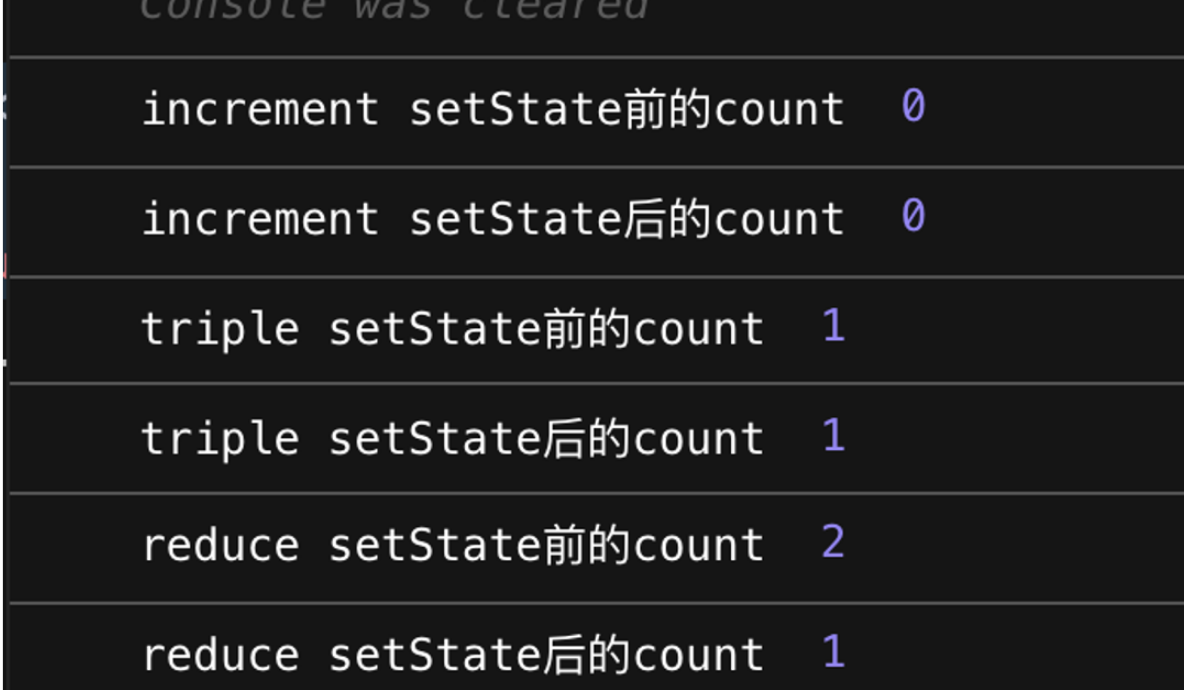 Console was cleared
increment setState前的count 0
increment setState后的count 0
triple setState前的count 1
triple setState后的count 1
reduce setState前的count 2
reduce setState后的count 1